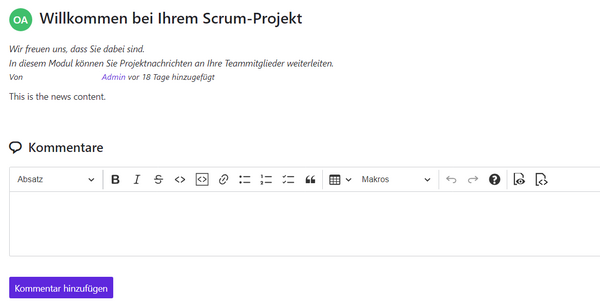 OA Willkommen bei Ihrem Scrum-Projekt
Wir freuen uns, dass Sie dabei sind.
In diesem Modul können Sie Projektnachrichten an Ihre Teammitglieder weiterleiten.
Von Admin vor 18 Tage hinzugefügt
This is the news content.
Kommentare
Absatz B I S Makros
Kommentar hinzufügen